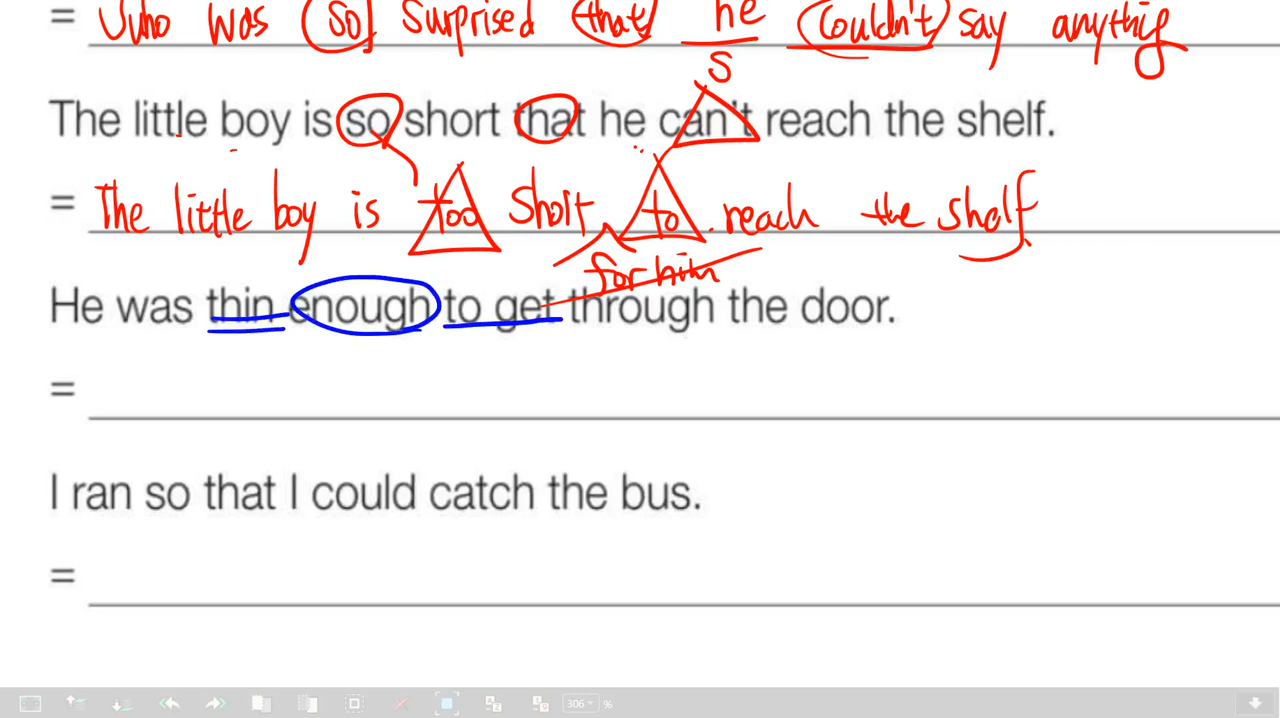 = Juho was so surprised that he couldn't say anything
S
The little boy is so short that he can't reach the shelf.
= The little boy is too short to reach the shelf
for him
He was thin enough to get through the door.
=
I ran so that I could catch the bus.
=
306 %